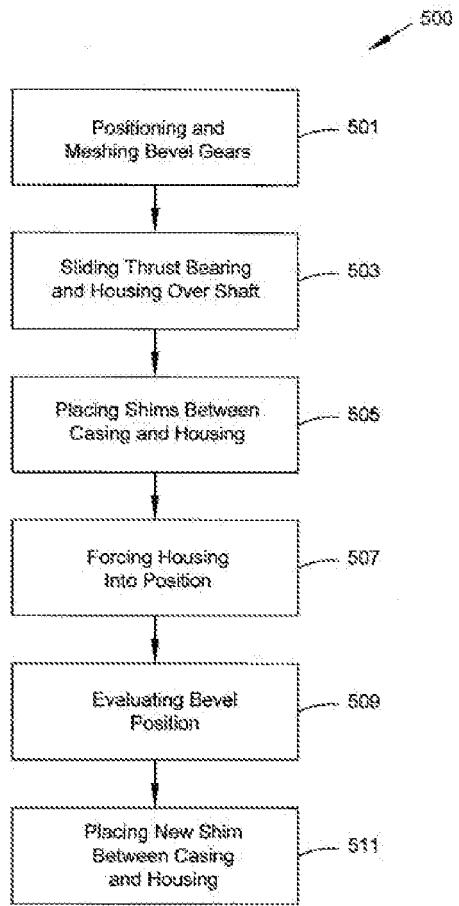 500
Positioning and
Meshing Bevel Gears
501
Sliding Thrust Bearing
and Housing Over Shaft
503
Placing Shims Between
Casing and Housing
505
Forcing Housing
Into Position
507
Evaluating Bevel
Position
509
Placing New Shim
Between Casing
and Housing
511